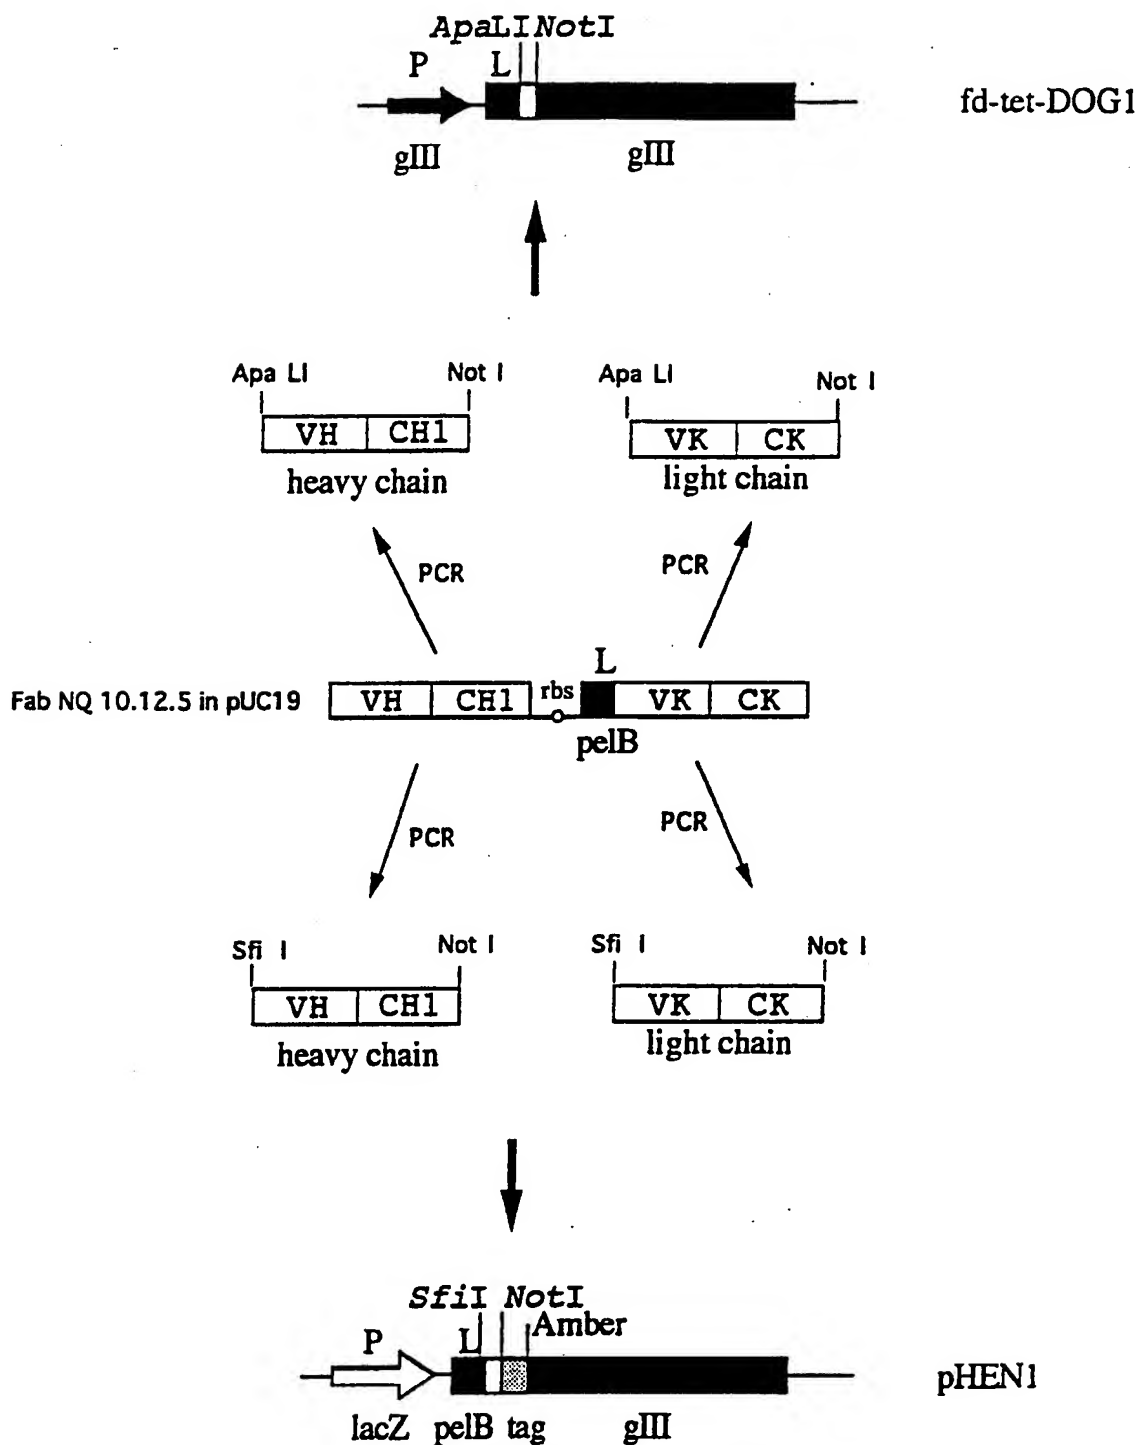 ApaLI NotI
P L
fd-tet-DOG1
gIII gIII
Apa LI Not I Apa LI Not I
VH CH1 VK CK
heavy chain light chain
PCR PCR
L
Fab NQ 10.12.5 in pUC19 VH CH1 rbs VK CK
pelB
PCR PCR
Sfi I Not I Sfi I Not I
VH CH1 VK CK
heavy chain light chain
SfiI NotI
P L Amber
pHEN1
lacZ pelB tag gIII